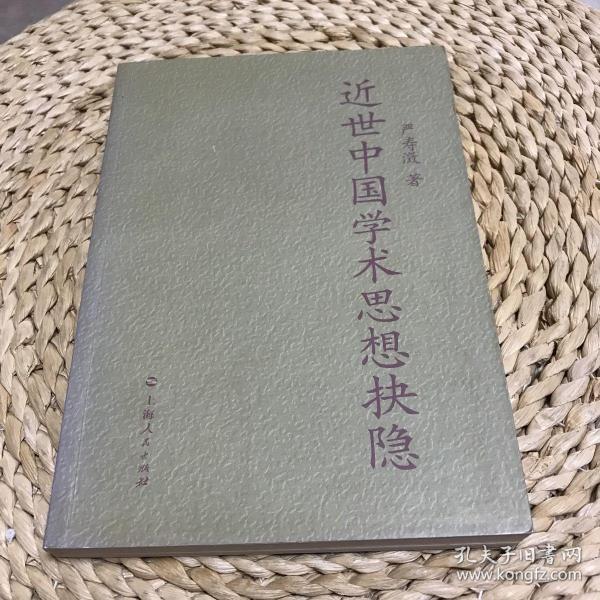 近世中国学术思想抉隐
严寿澂 著
上海人民出版社
孔夫子旧書网
www.kongfz.com